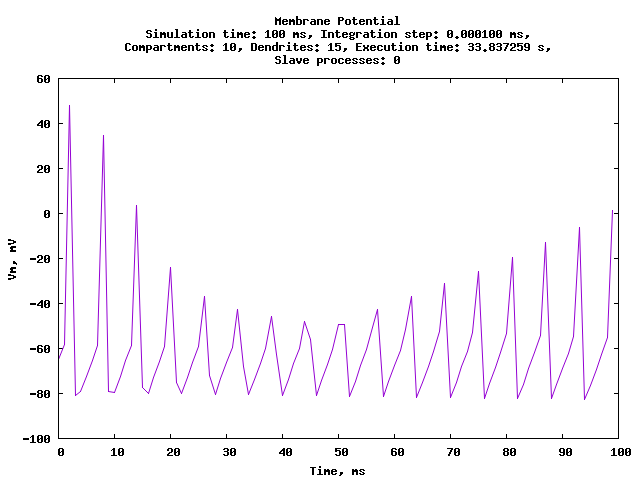 Membrane Potential
Simulation time: 100 ms, Integration step: 0.000100 ms,
Compartments: 10, Dendrites: 15, Execution time: 33.837259 s,
Slave processes: 0
60
40
20
0
-20
-40
-60
-80
-100
Vm, mV
0 10 20 30 40 50 60 70 80 90 100
Time, ms